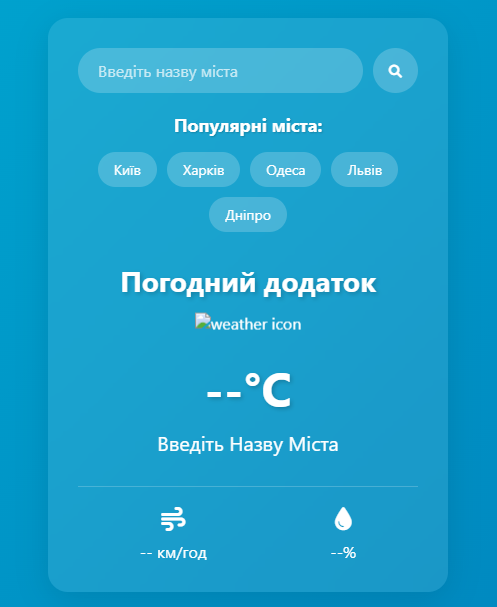 Введіть назву міста
Популярні міста:
Київ Харків Одеса Львів
Дніпро
Погодний додаток
weather icon
--°C
Введіть Назву Міста
-- км/год --%